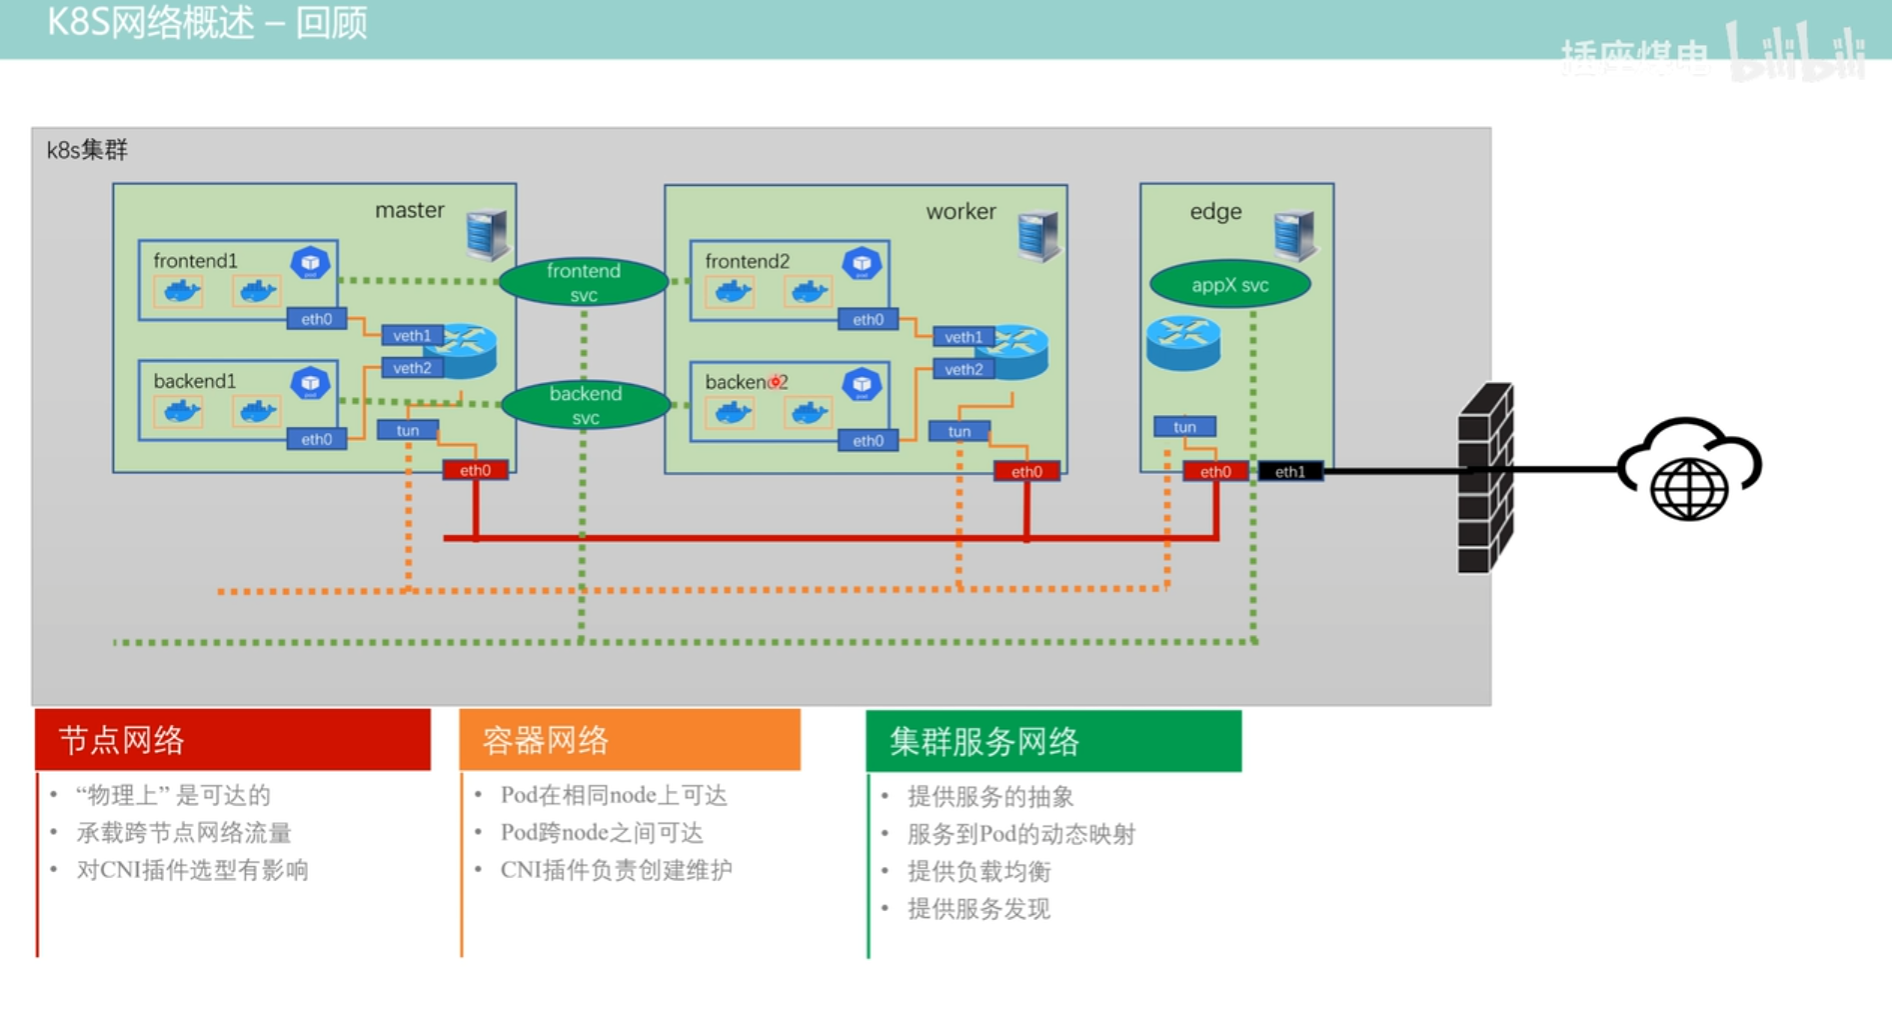 K8S网络概述 – 回顾
插座煤电 bilibili
k8s集群
master
frontend1
pod
eth0
veth1
veth2
backend1
pod
eth0
tun
eth0
frontend
svc
backend
svc
worker
frontend2
pod
eth0
veth1
veth2
backend2
pod
eth0
tun
eth0
edge
appX svc
tun
eth0
eth1
节点网络
• “物理上” 是可达的
• 承载跨节点网络流量
• 对CNI插件选型有影响
容器网络
• Pod在相同node上可达
• Pod跨node之间可达
• CNI插件负责创建维护
集群服务网络
• 提供服务的抽象
• 服务到Pod的动态映射
• 提供负载均衡
• 提供服务发现